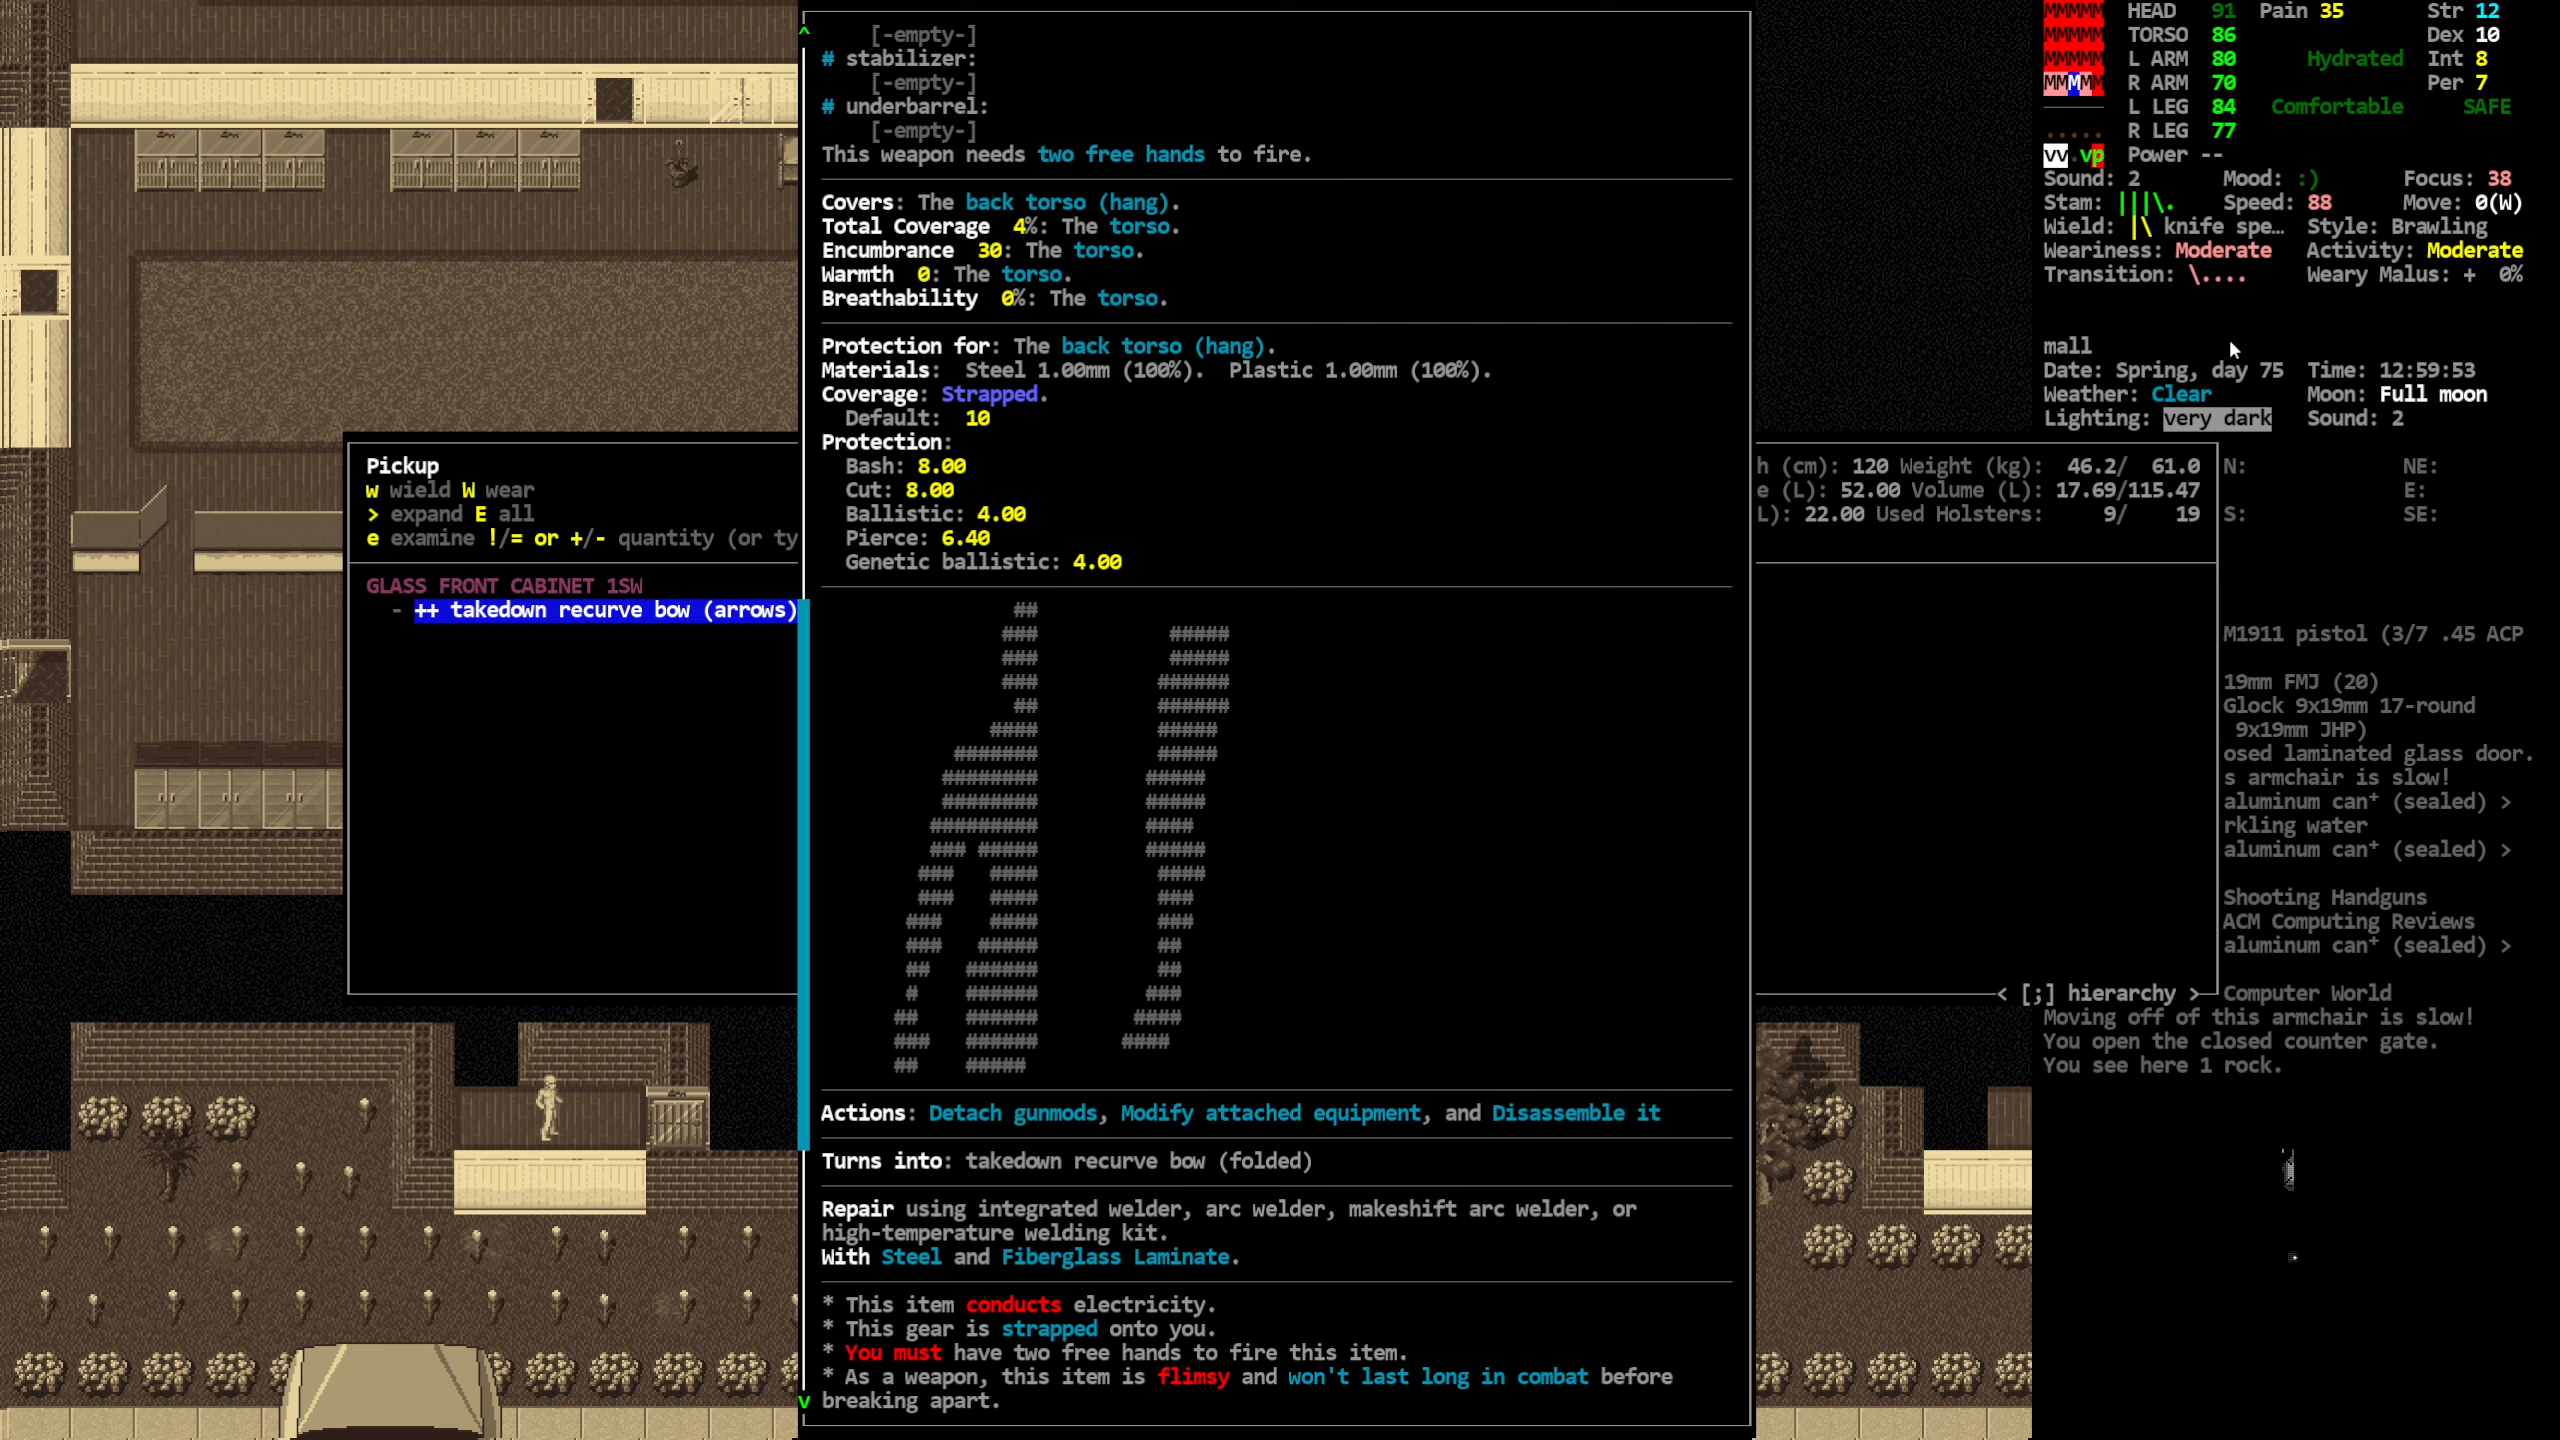 [-empty-]
# stabilizer:
[-empty-]
# underbarrel:
[-empty-]
This weapon needs two free hands to fire.
Covers: The back torso (hang).
Total Coverage 4%: The torso.
Encumbrance 30: The torso.
Warmth 0: The torso.
Breathability 0%: The torso.
Protection for: The back torso (hang).
Materials: Steel 1.00mm (100%). Plastic 1.00mm (100%).
Coverage: Strapped.
Default: 10
Protection:
Bash: 8.00
Cut: 8.00
Ballistic: 4.00
Pierce: 6.40
Genetic ballistic: 4.00
Actions: Detach gunmods, Modify attached equipment, and Disassemble it
Turns into: takedown recurve bow (folded)
Repair using integrated welder, arc welder, makeshift arc welder, or
high-temperature welding kit.
With Steel and Fiberglass Laminate.
* This item conducts electricity.
* This gear is strapped onto you.
* You must have two free hands to fire this item.
* As a weapon, this item is flimsy and won't last long in combat before
breaking apart.
Pickup
w wield W wear
> expand E all
e examine !/= or +/- quantity (or ty
GLASS FRONT CABINET 1SW
- ++ takedown recurve bow (arrows)
h (cm): 120 Weight (kg): 46.2/ 61.0
e (L): 52.00 Volume (L): 17.69/115.47
L): 22.00 Used Holsters: 9/ 19
< [;] hierarchy >
MMMMM HEAD 91 Pain 35 Str 12
MMMMM TORSO 86 Dex 10
MMMMM L ARM 80 Hydrated Int 8
MMMMM R ARM 70 Per 7
L LEG 84 Comfortable SAFE
..... R LEG 77
vv.vp Power --
Sound: 2 Mood: :) Focus: 38
Stam: |||\. Speed: 88 Move: 0(W)
Wield: |\ knife spe… Style: Brawling
Weariness: Moderate Activity: Moderate
Transition: \.... Weary Malus: + 0%
mall
Date: Spring, day 75 Time: 12:59:53
Weather: Clear Moon: Full moon
Lighting: very dark Sound: 2
N: NE:
E:
S: SE:
M1911 pistol (3/7 .45 ACP
19mm FMJ (20)
Glock 9x19mm 17-round
9x19mm JHP)
osed laminated glass door.
s armchair is slow!
aluminum can⁺ (sealed) >
rkling water
aluminum can⁺ (sealed) >
Shooting Handguns
ACM Computing Reviews
aluminum can⁺ (sealed) >
Computer World
Moving off of this armchair is slow!
You open the closed counter gate.
You see here 1 rock.